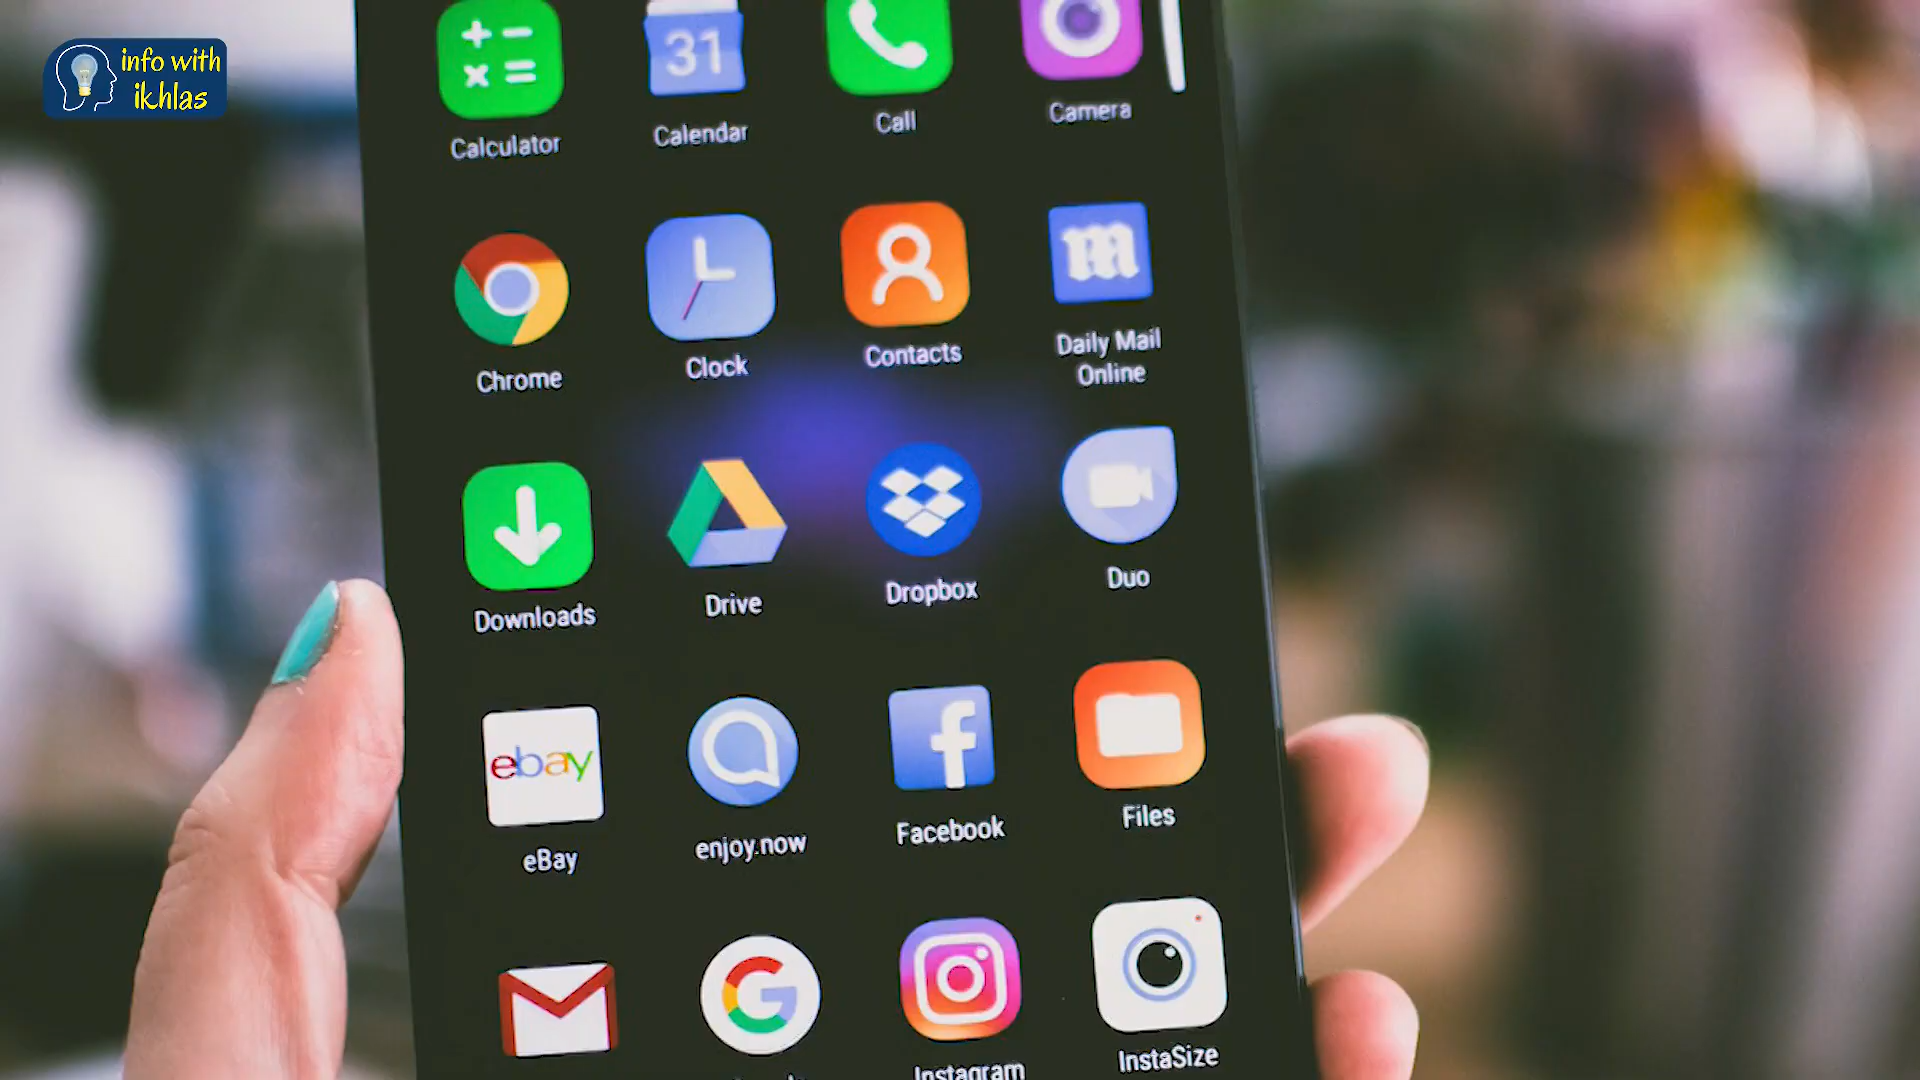 info with
ikhlas
31
Calculator
Calendar
Call
Camera
Chrome
Clock
Contacts
Daily Mail
Online
Downloads
Drive
Dropbox
Duo
ebay
eBay
enjoy.now
Facebook
Files
Instagram
InstaSize